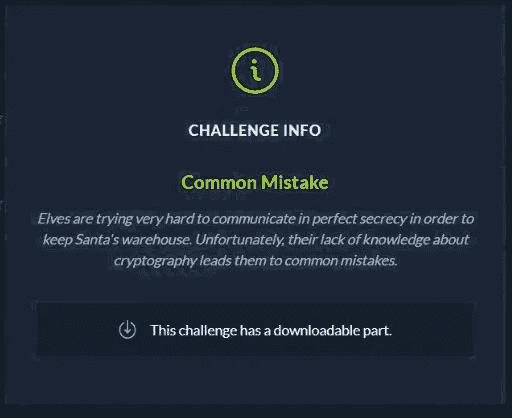 CHALLENGE INFO
Common Mistake
Elves are trying very hard to communicate in perfect secrecy in order to
keep Santa's warehouse. Unfortunately, their lack of knowledge about
cryptography leads them to common mistakes.
This challenge has a downloadable part.